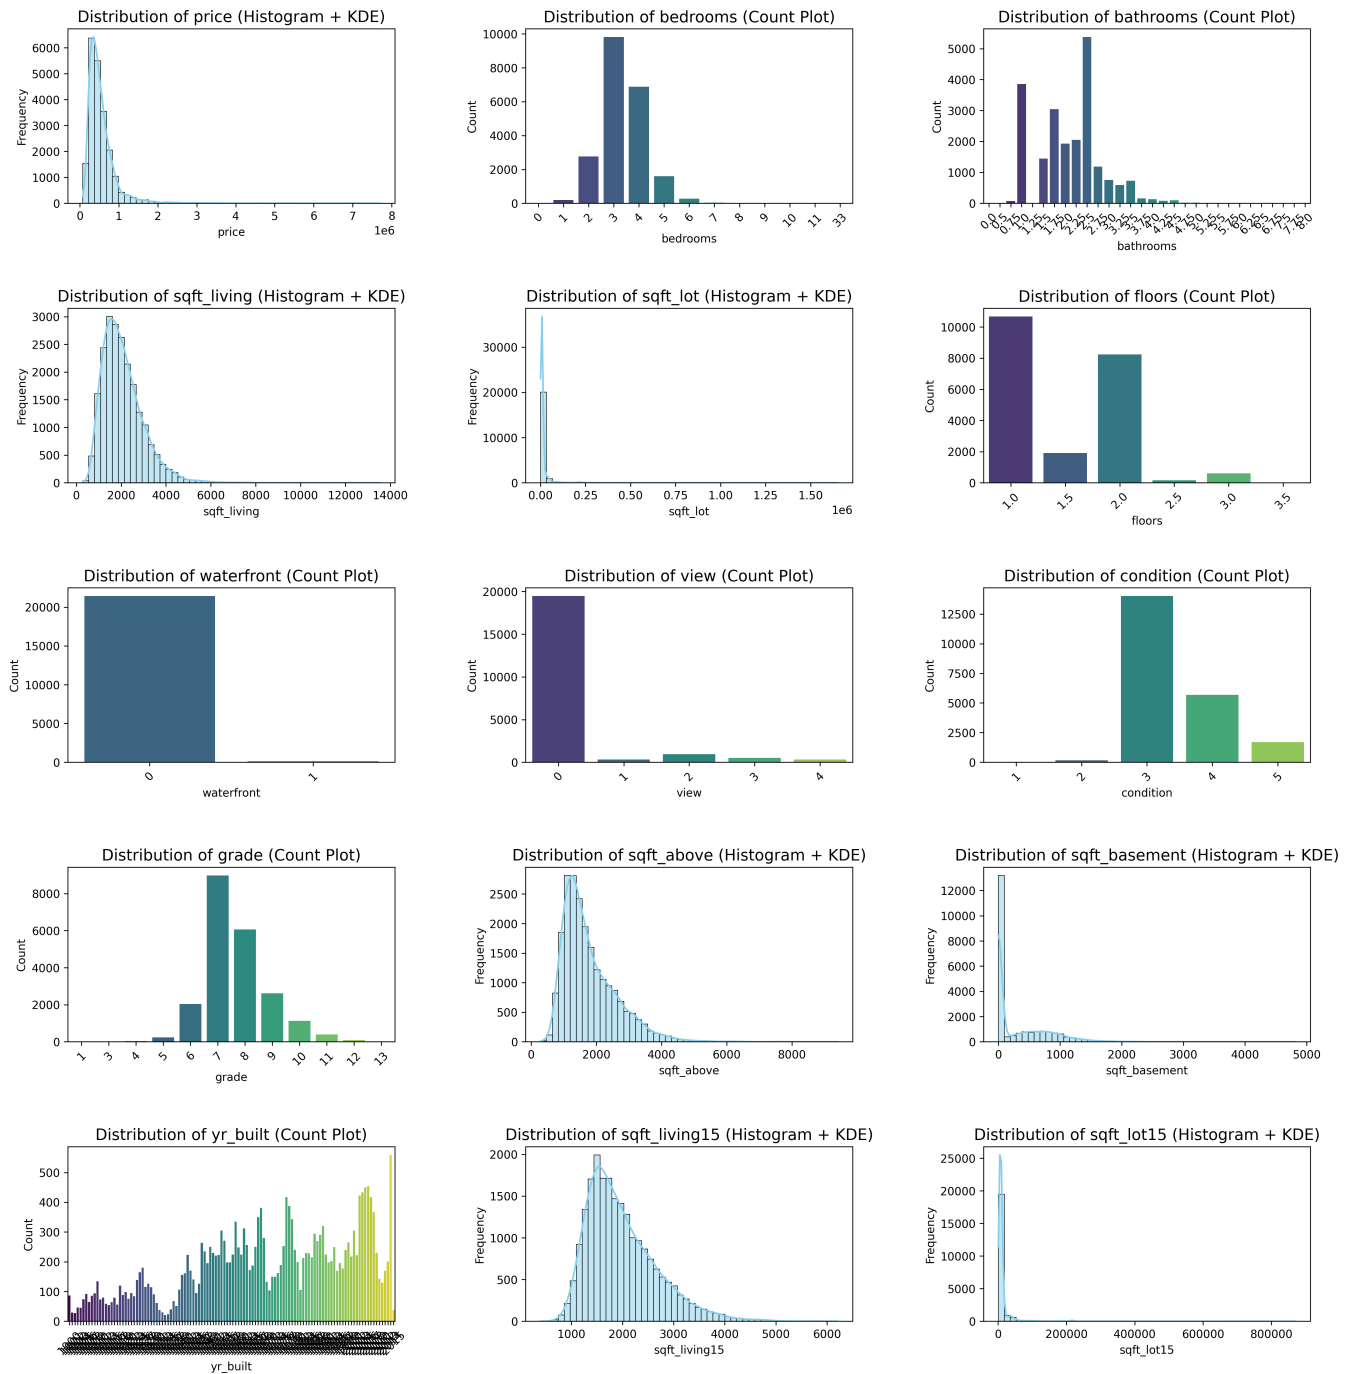 Distribution of price (Histogram + KDE)
6000
5000
4000
3000
2000
1000
0
Frequency
0 1 2 3 4 5 6 7 8
1e6
price
Distribution of bedrooms (Count Plot)
10000
8000
6000
4000
2000
0
Count
0 1 2 3 4 5 6 7 8 9 10 11 33
bedrooms
Distribution of bathrooms (Count Plot)
5000
4000
3000
2000
1000
0
Count
bathrooms
Distribution of sqft_living (Histogram + KDE)
3000
2500
2000
1500
1000
500
0
Frequency
0 2000 4000 6000 8000 10000 12000 14000
sqft_living
Distribution of sqft_lot (Histogram + KDE)
30000
20000
10000
0
Frequency
0.00 0.25 0.50 0.75 1.00 1.25 1.50
1e6
sqft_lot
Distribution of floors (Count Plot)
10000
8000
6000
4000
2000
0
Count
1.0 1.5 2.0 2.5 3.0 3.5
floors
Distribution of waterfront (Count Plot)
20000
15000
10000
5000
0
Count
0 1
waterfront
Distribution of view (Count Plot)
20000
15000
10000
5000
0
Count
0 1 2 3 4
view
Distribution of condition (Count Plot)
12500
10000
7500
5000
2500
0
Count
1 2 3 4 5
condition
Distribution of grade (Count Plot)
8000
6000
4000
2000
0
Count
1 3 4 5 6 7 8 9 10 11 12 13
grade
Distribution of sqft_above (Histogram + KDE)
2500
2000
1500
1000
500
0
Frequency
0 2000 4000 6000 8000
sqft_above
Distribution of sqft_basement (Histogram + KDE)
12000
10000
8000
6000
4000
2000
0
Frequency
0 1000 2000 3000 4000 5000
sqft_basement
Distribution of yr_built (Count Plot)
500
400
300
200
100
0
Count
yr_built
Distribution of sqft_living15 (Histogram + KDE)
2000
1500
1000
500
0
Frequency
1000 2000 3000 4000 5000 6000
sqft_living15
Distribution of sqft_lot15 (Histogram + KDE)
25000
20000
15000
10000
5000
0
Frequency
0 200000 400000 600000 800000
sqft_lot15